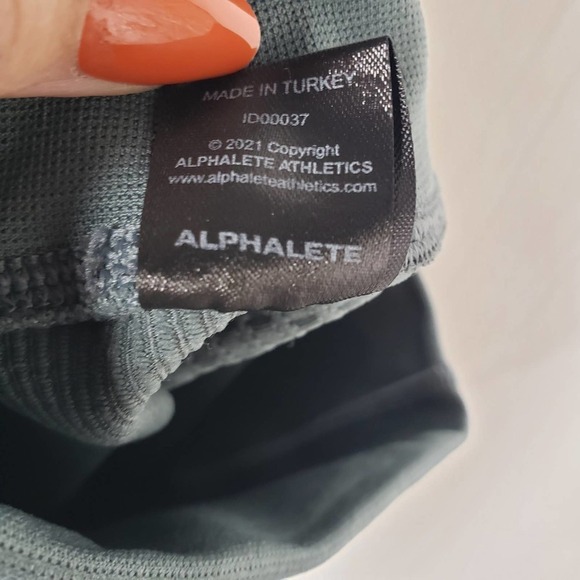 MADE IN TURKEY
ID00037
© 2021 Copyright
ALPHALETE ATHLETICS
www.alphaleteathletics.com
ALPHALETE